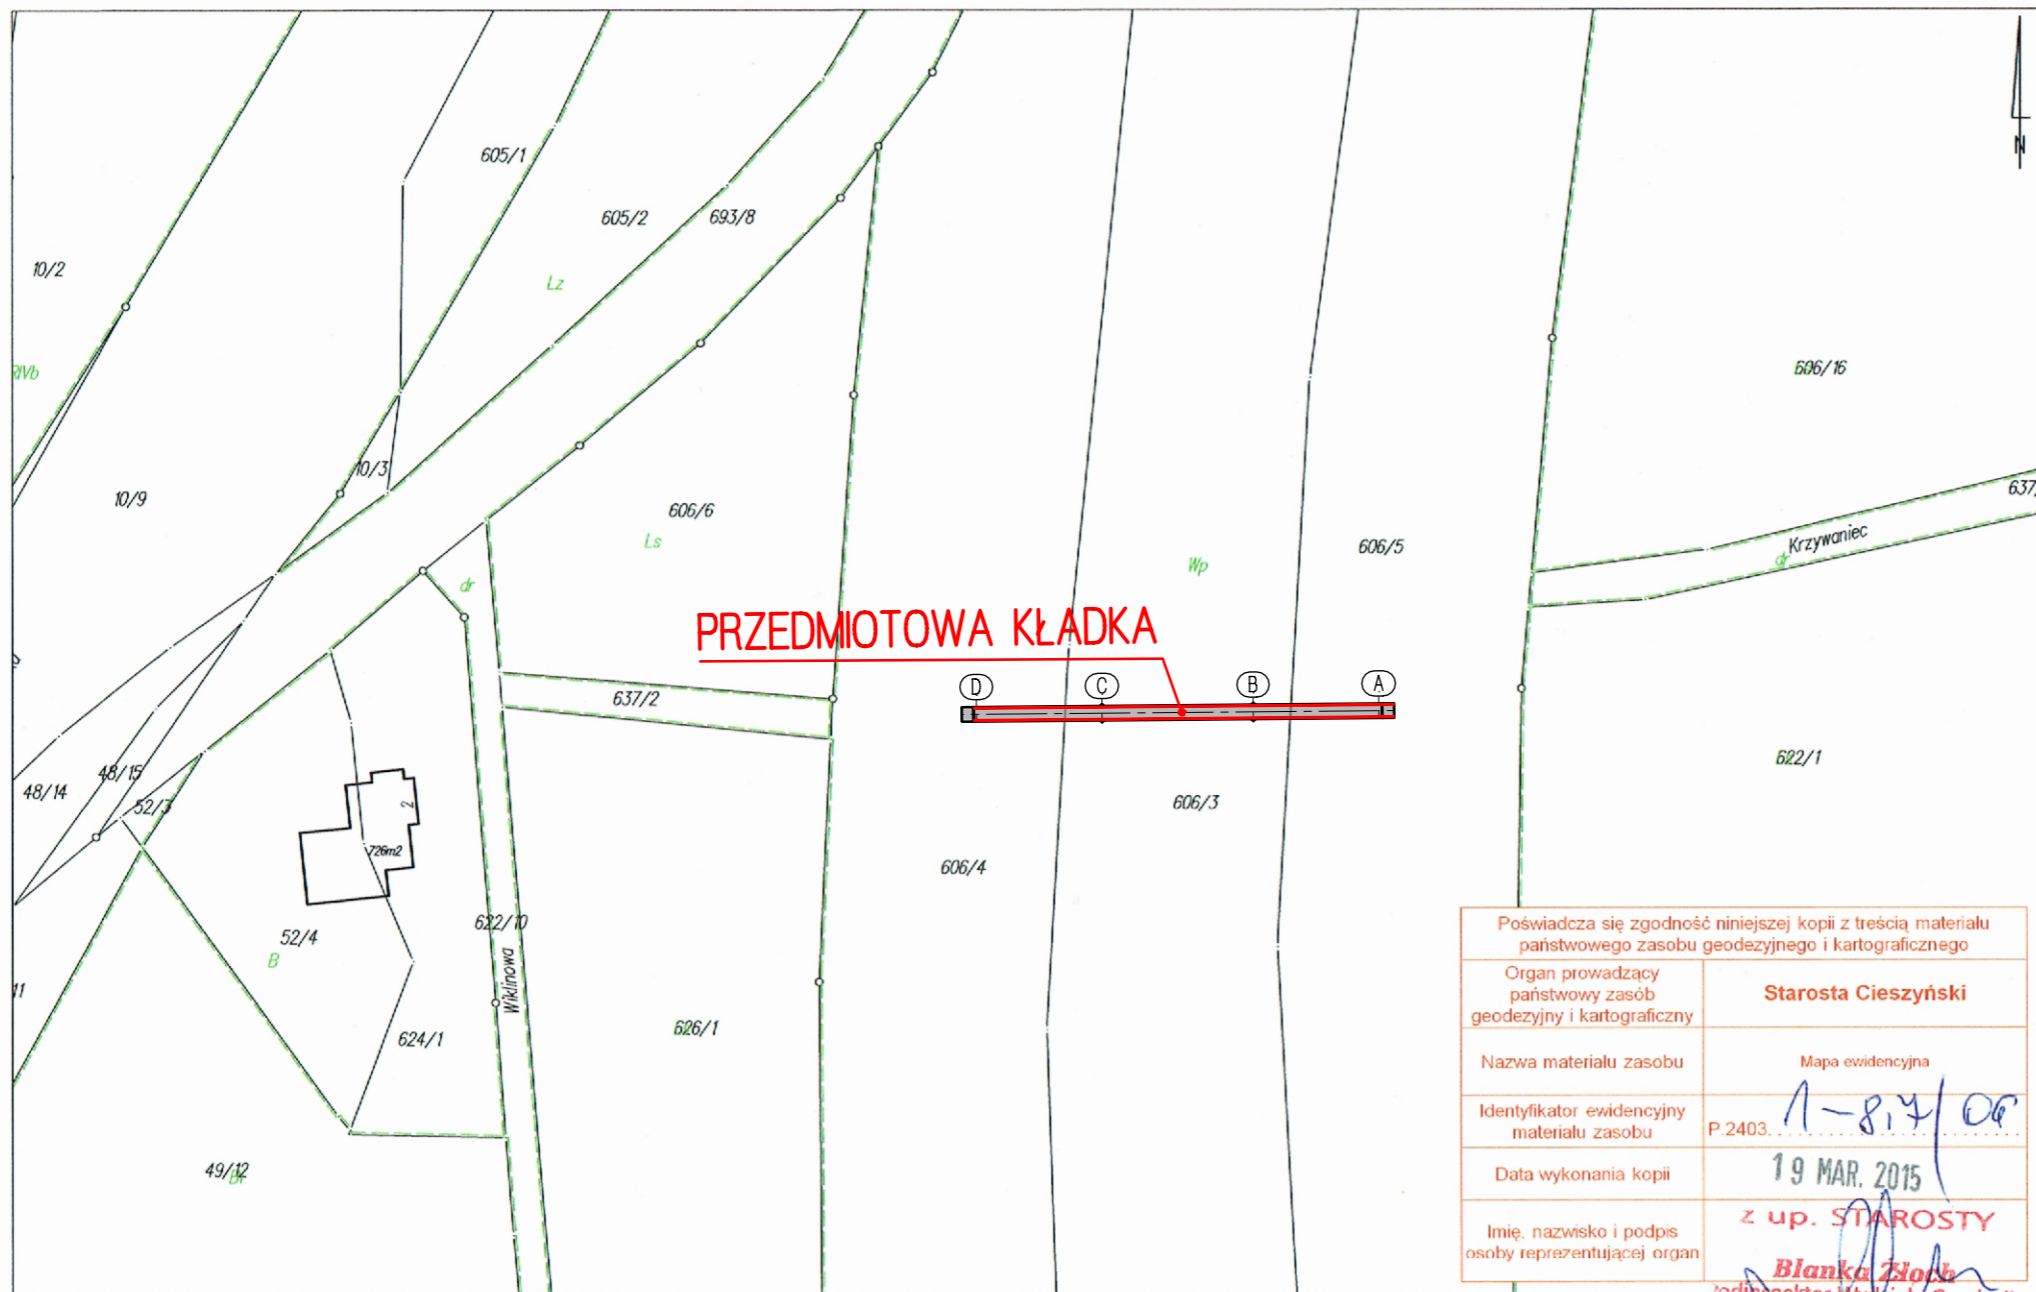 N
605/1
605/2
693/8
10/2
Lz
RIVb
606/16
10/3
10/9
606/6
637/
Ls
606/5
Krzywaniec
dr
Wp
dr
PRZEDMIOTOWA KŁADKA
637/2
D
C
B
A
48/15
48/14
52/3
2
726m2
622/1
606/3
606/4
622/10
52/4
B
Wiklinowa
11
624/1
626/1
49/12
Poświadcza się zgodność niniejszej kopii z treścią materiału
państwowego zasobu geodezyjnego i kartograficznego
Organ prowadzący
państwowy zasób
geodezyjny i kartograficzny
Starosta Cieszyński
Nazwa materiału zasobu
Mapa ewidencyjna
Identyfikator ewidencyjny
materiału zasobu
P.2403.1-8,7/06
Data wykonania kopii
19 MAR. 2015
Imię, nazwisko i podpis
osoby reprezentującej organ
z up. STAROSTY
Blanka Złoch